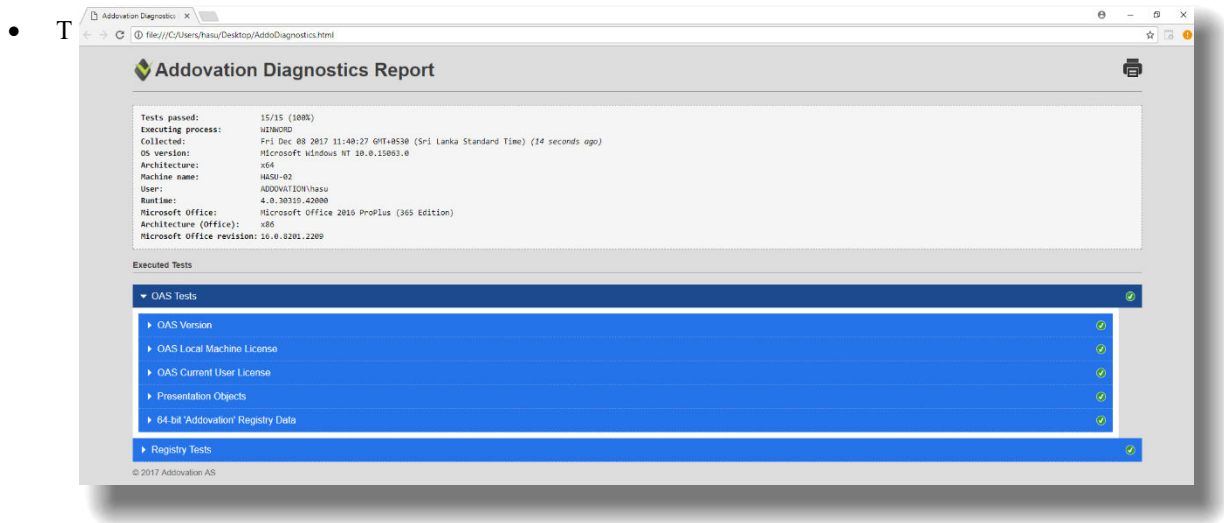 Addovation Diagnostics
• T
file:///C:/Users/hasu/Desktop/AddoDiagnostics.html
Addovation Diagnostics Report
Tests passed: 15/15 (100%)
Executing process: WINWORD
Collected: Fri Dec 08 2017 11:40:27 GMT+0530 (Sri Lanka Standard Time) (14 seconds ago)
OS version: Microsoft Windows NT 10.0.15063.0
Architecture: x64
Machine name: HASU-02
User: ADDOVATION\hasu
Runtime: 4.0.30319.42000
Microsoft Office: Microsoft Office 2016 ProPlus (365 Edition)
Architecture (Office): x86
Microsoft Office revision: 16.0.8201.2209
Executed Tests
OAS Tests
OAS Version
OAS Local Machine License
OAS Current User License
Presentation Objects
64-bit 'Addovation' Registry Data
Registry Tests
© 2017 Addovation AS